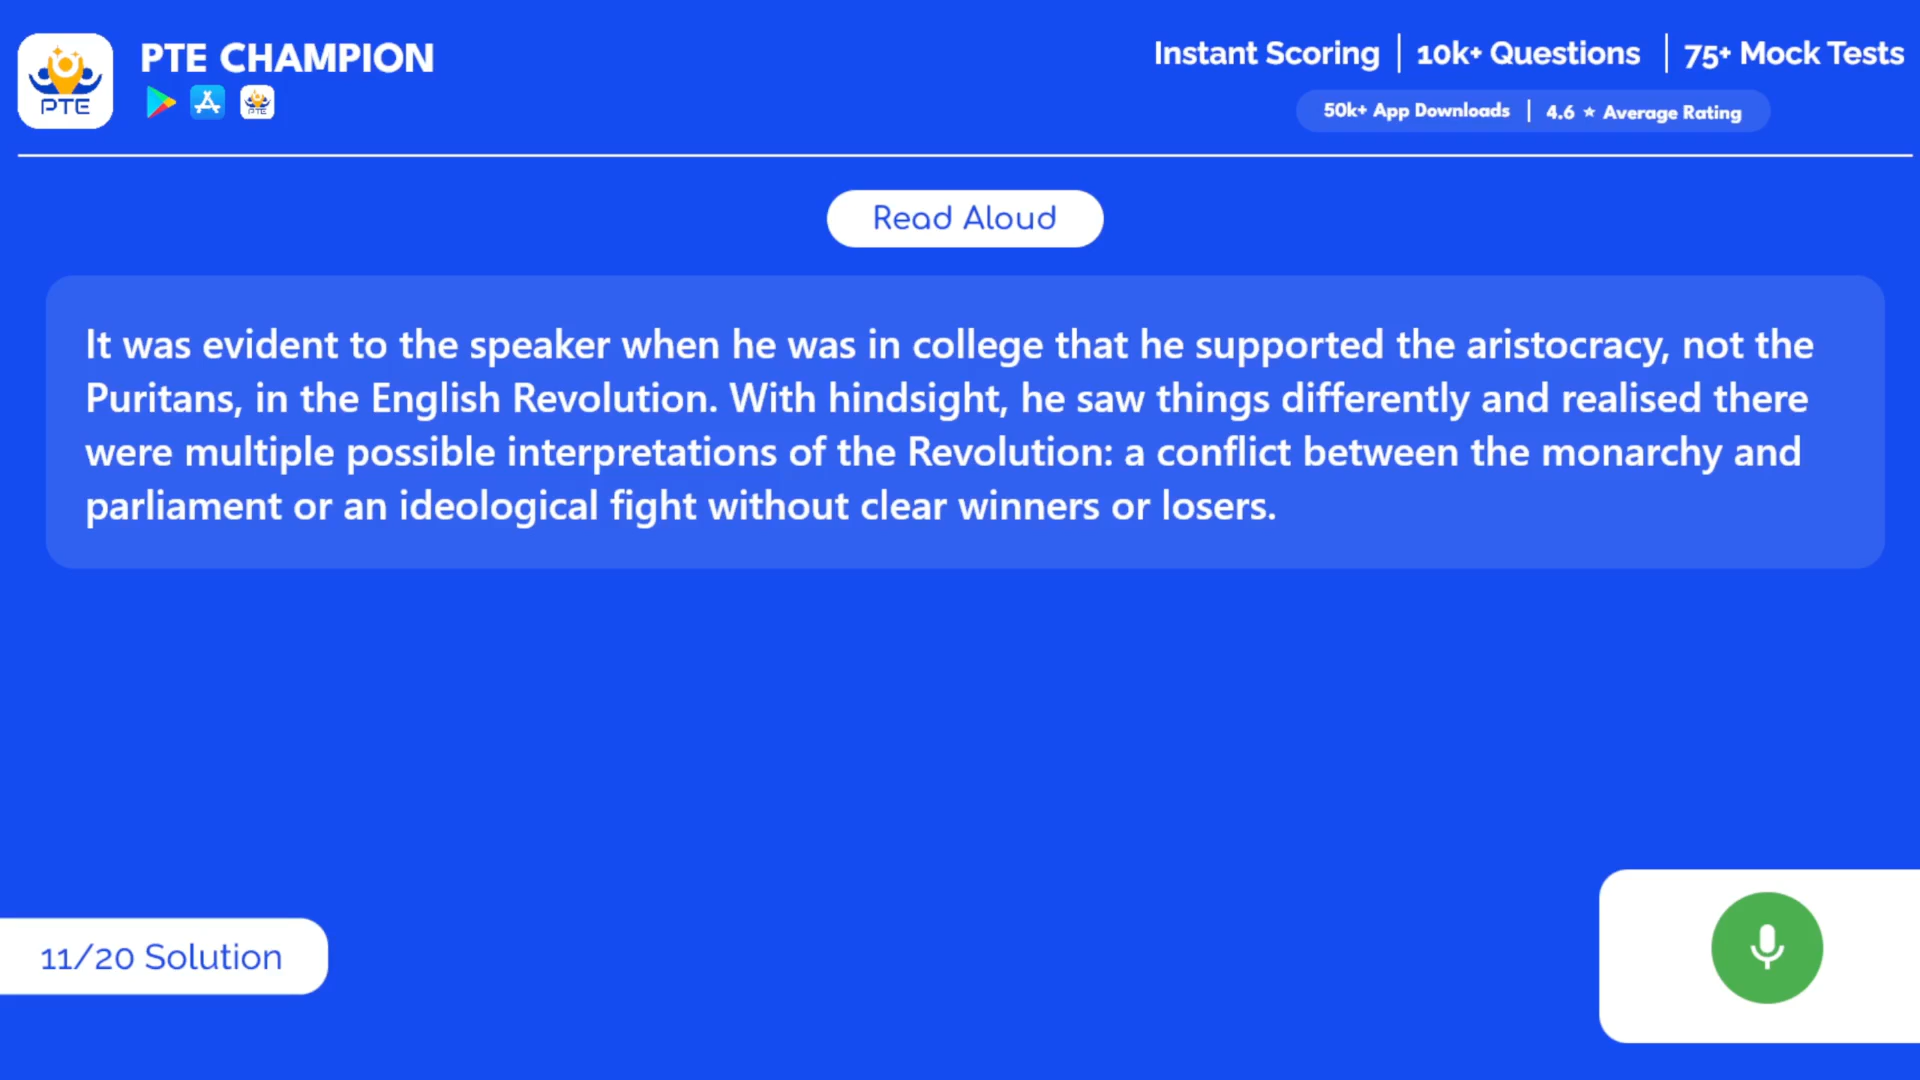 PTE CHAMPION
PTE
PTE
Instant Scoring | 10k+ Questions | 75+ Mock Tests
50k+ App Downloads | 4.6 ★ Average Rating
Read Aloud
It was evident to the speaker when he was in college that he supported the aristocracy, not the
Puritans, in the English Revolution. With hindsight, he saw things differently and realised there
were multiple possible interpretations of the Revolution: a conflict between the monarchy and
parliament or an ideological fight without clear winners or losers.
11/20 Solution